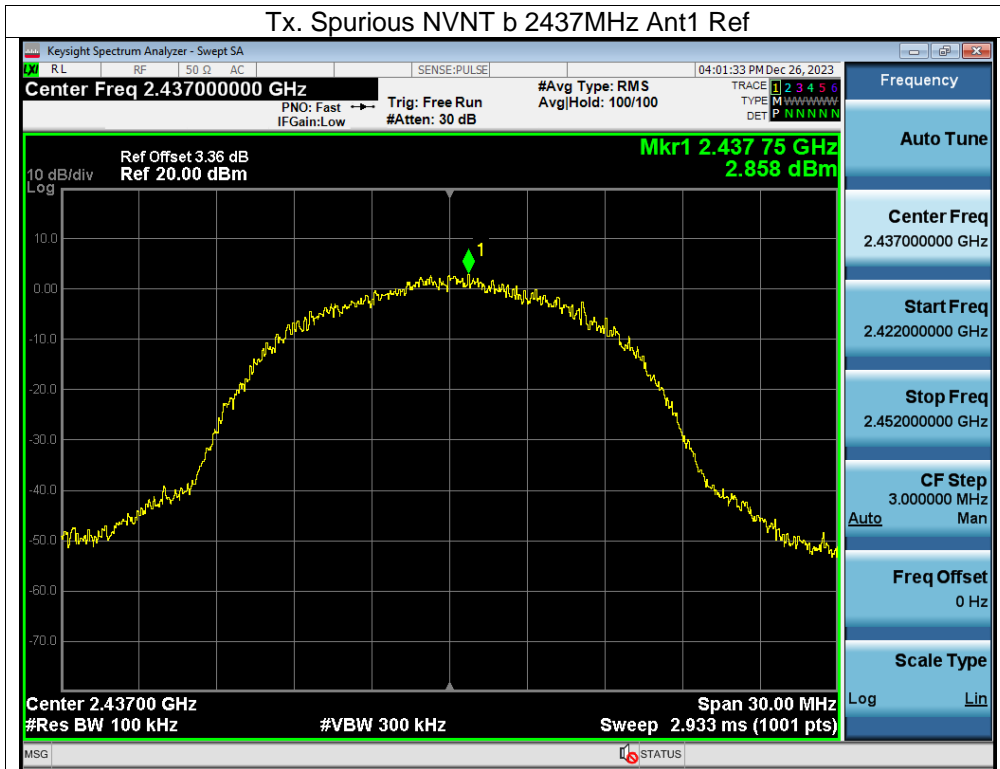 Tx. Spurious NVNT b 2437MHz Ant1 Ref
Keysight Spectrum Analyzer - Swept SA
LXI RL RF 50 Ω AC SENSE:PULSE 04:01:33 PM Dec 26, 2023
Center Freq 2.437000000 GHz
PNO: Fast
IFGain:Low
Trig: Free Run
#Atten: 30 dB
#Avg Type: RMS
Avg|Hold: 100/100
TRACE 1 2 3 4 5 6
TYPE M W W W W W
DET P N N N N N
Mkr1 2.437 75 GHz
2.858 dBm
Ref Offset 3.36 dB
10 dB/div Ref 20.00 dBm
Log
10.0
0.00
-10.0
-20.0
-30.0
-40.0
-50.0
-60.0
-70.0
1
Center 2.43700 GHz Span 30.00 MHz
#Res BW 100 kHz #VBW 300 kHz Sweep 2.933 ms (1001 pts)
MSG STATUS
Frequency
Auto Tune
Center Freq
2.437000000 GHz
Start Freq
2.422000000 GHz
Stop Freq
2.452000000 GHz
CF Step
3.000000 MHz
Auto Man
Freq Offset
0 Hz
Scale Type
Log Lin